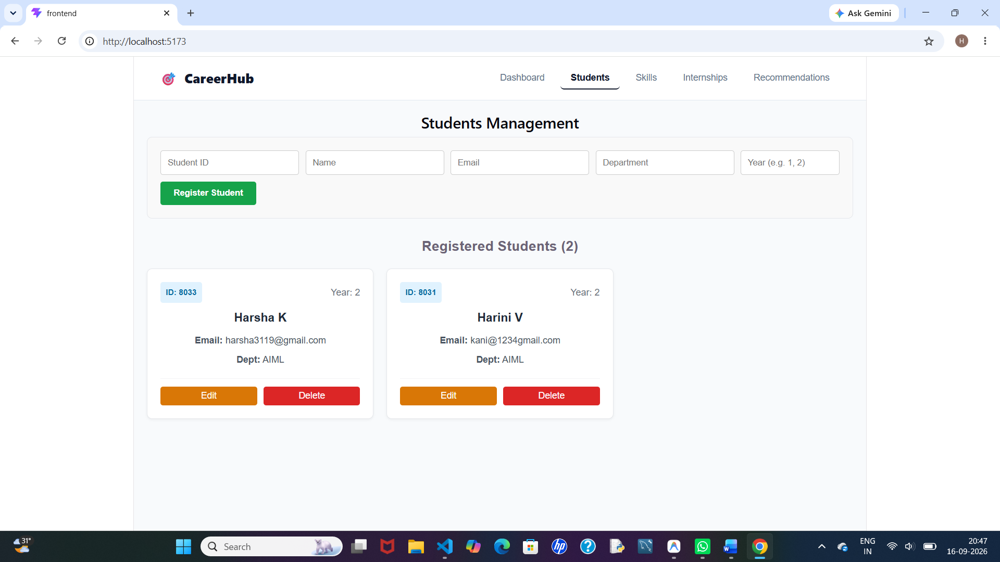 frontend
Ask Gemini
http://localhost:5173
H
CareerHub
Dashboard
Students
Skills
Internships
Recommendations
Students Management
Student ID
Name
Email
Department
Year (e.g. 1, 2)
Register Student
Registered Students (2)
ID: 8033
Year: 2
Harsha K
Email: harsha3119@gmail.com
Dept: AIML
Edit
Delete
ID: 8031
Year: 2
Harini V
Email: kani@1234gmail.com
Dept: AIML
Edit
Delete
31°
Search
hp
?
W
ENG
IN
20:47
16-09-2026